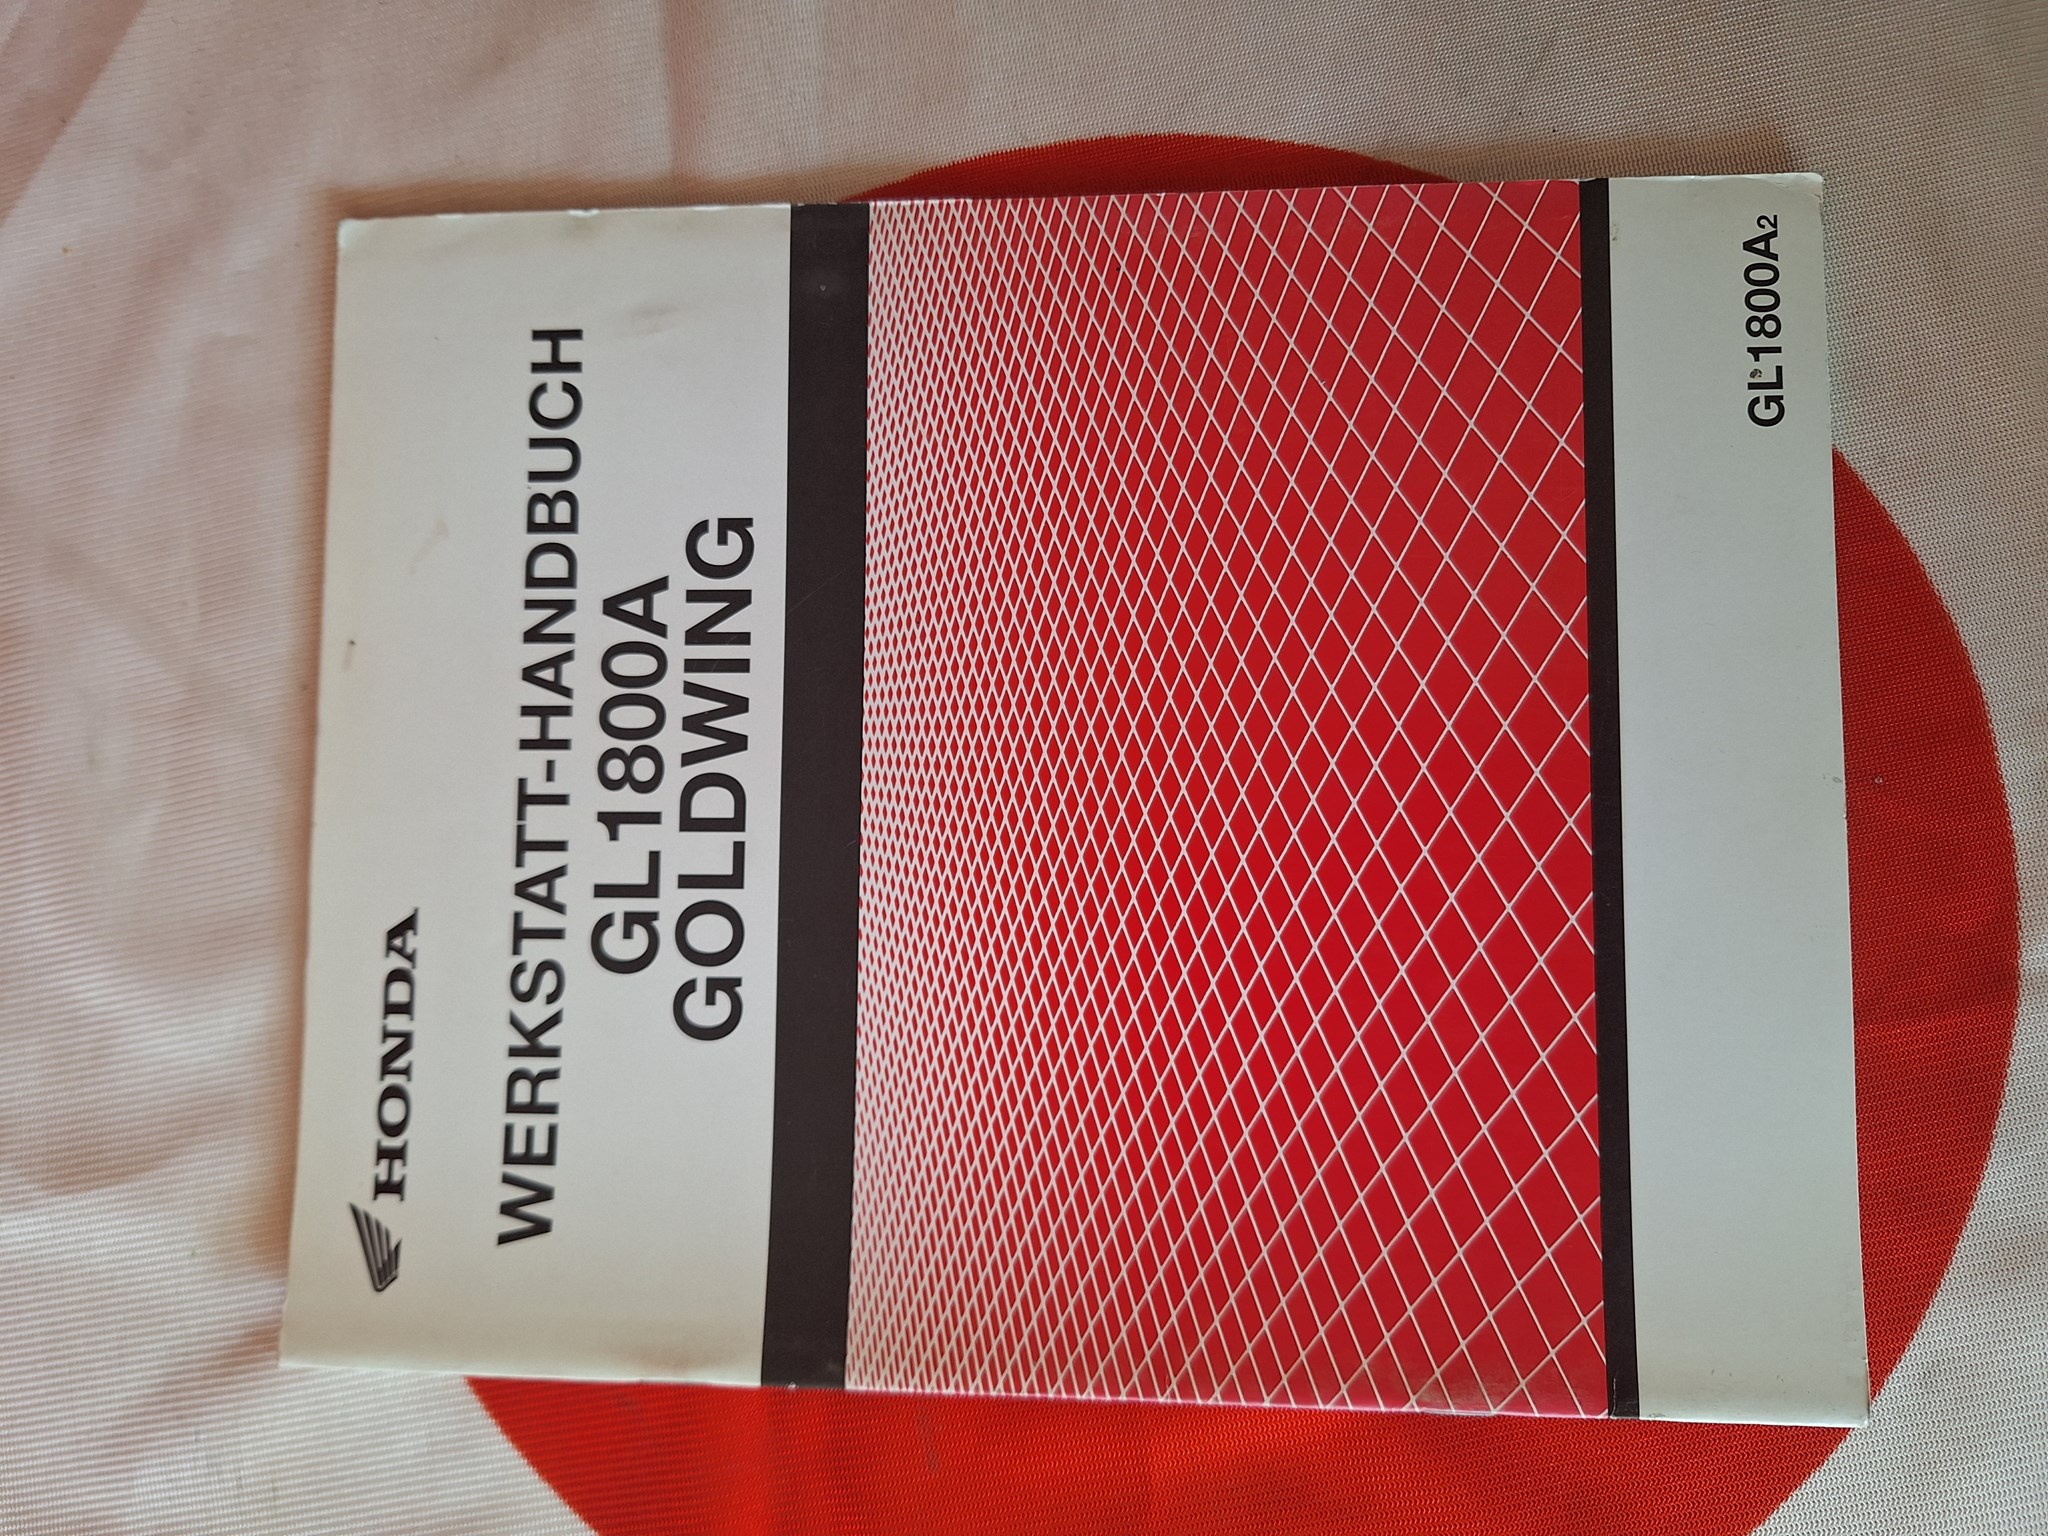 HONDA
WERKSTATT-HANDBUCH
GL1800A
GOLDWING
GL1800A2